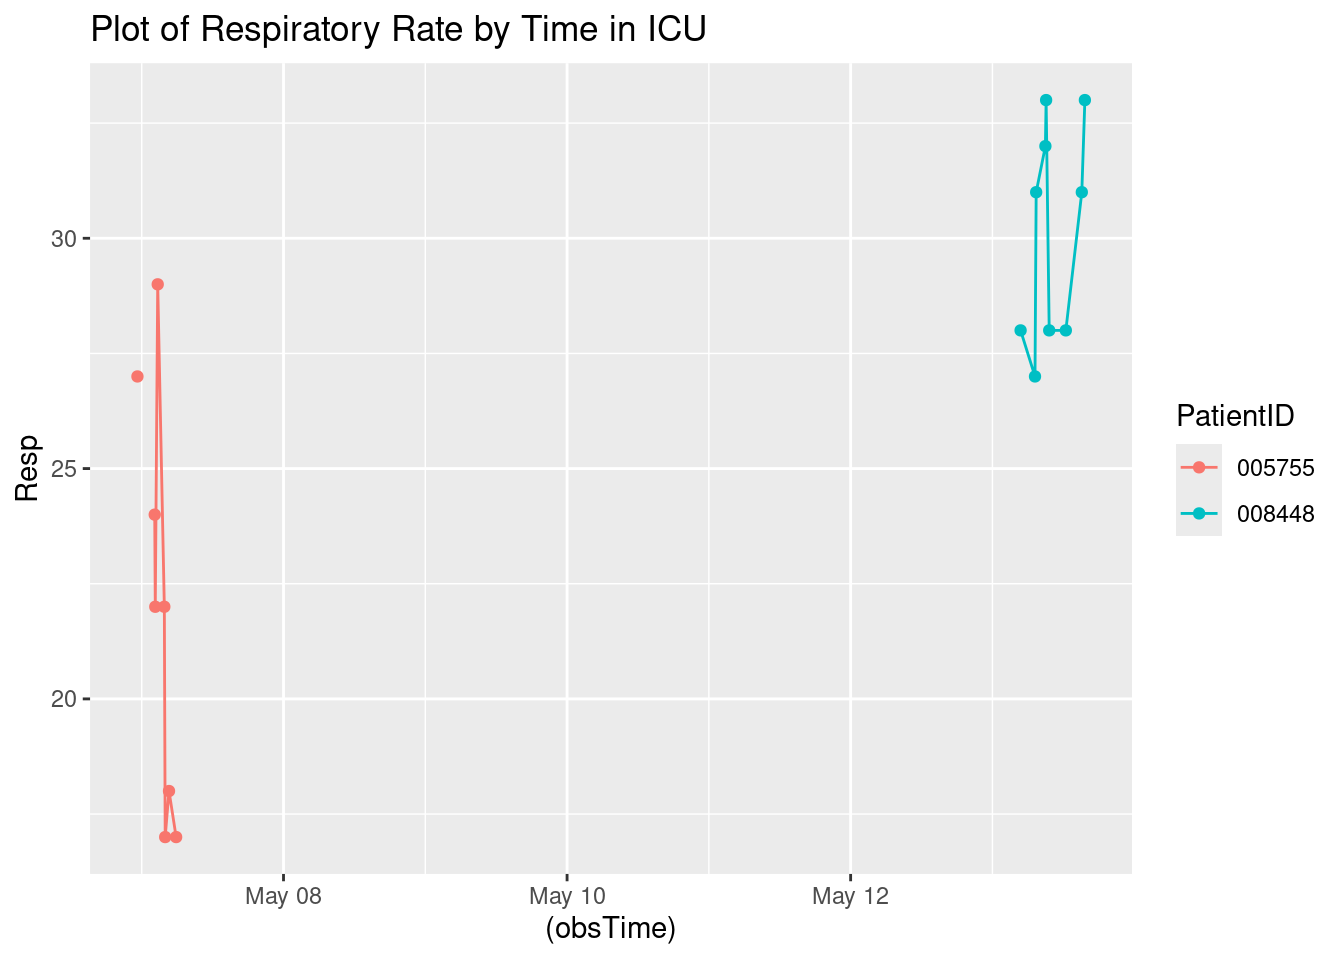 Plot of Respiratory Rate by Time in ICU
Resp
30
25
20
May 08
May 10
May 12
(obsTime)
PatientID
005755
008448